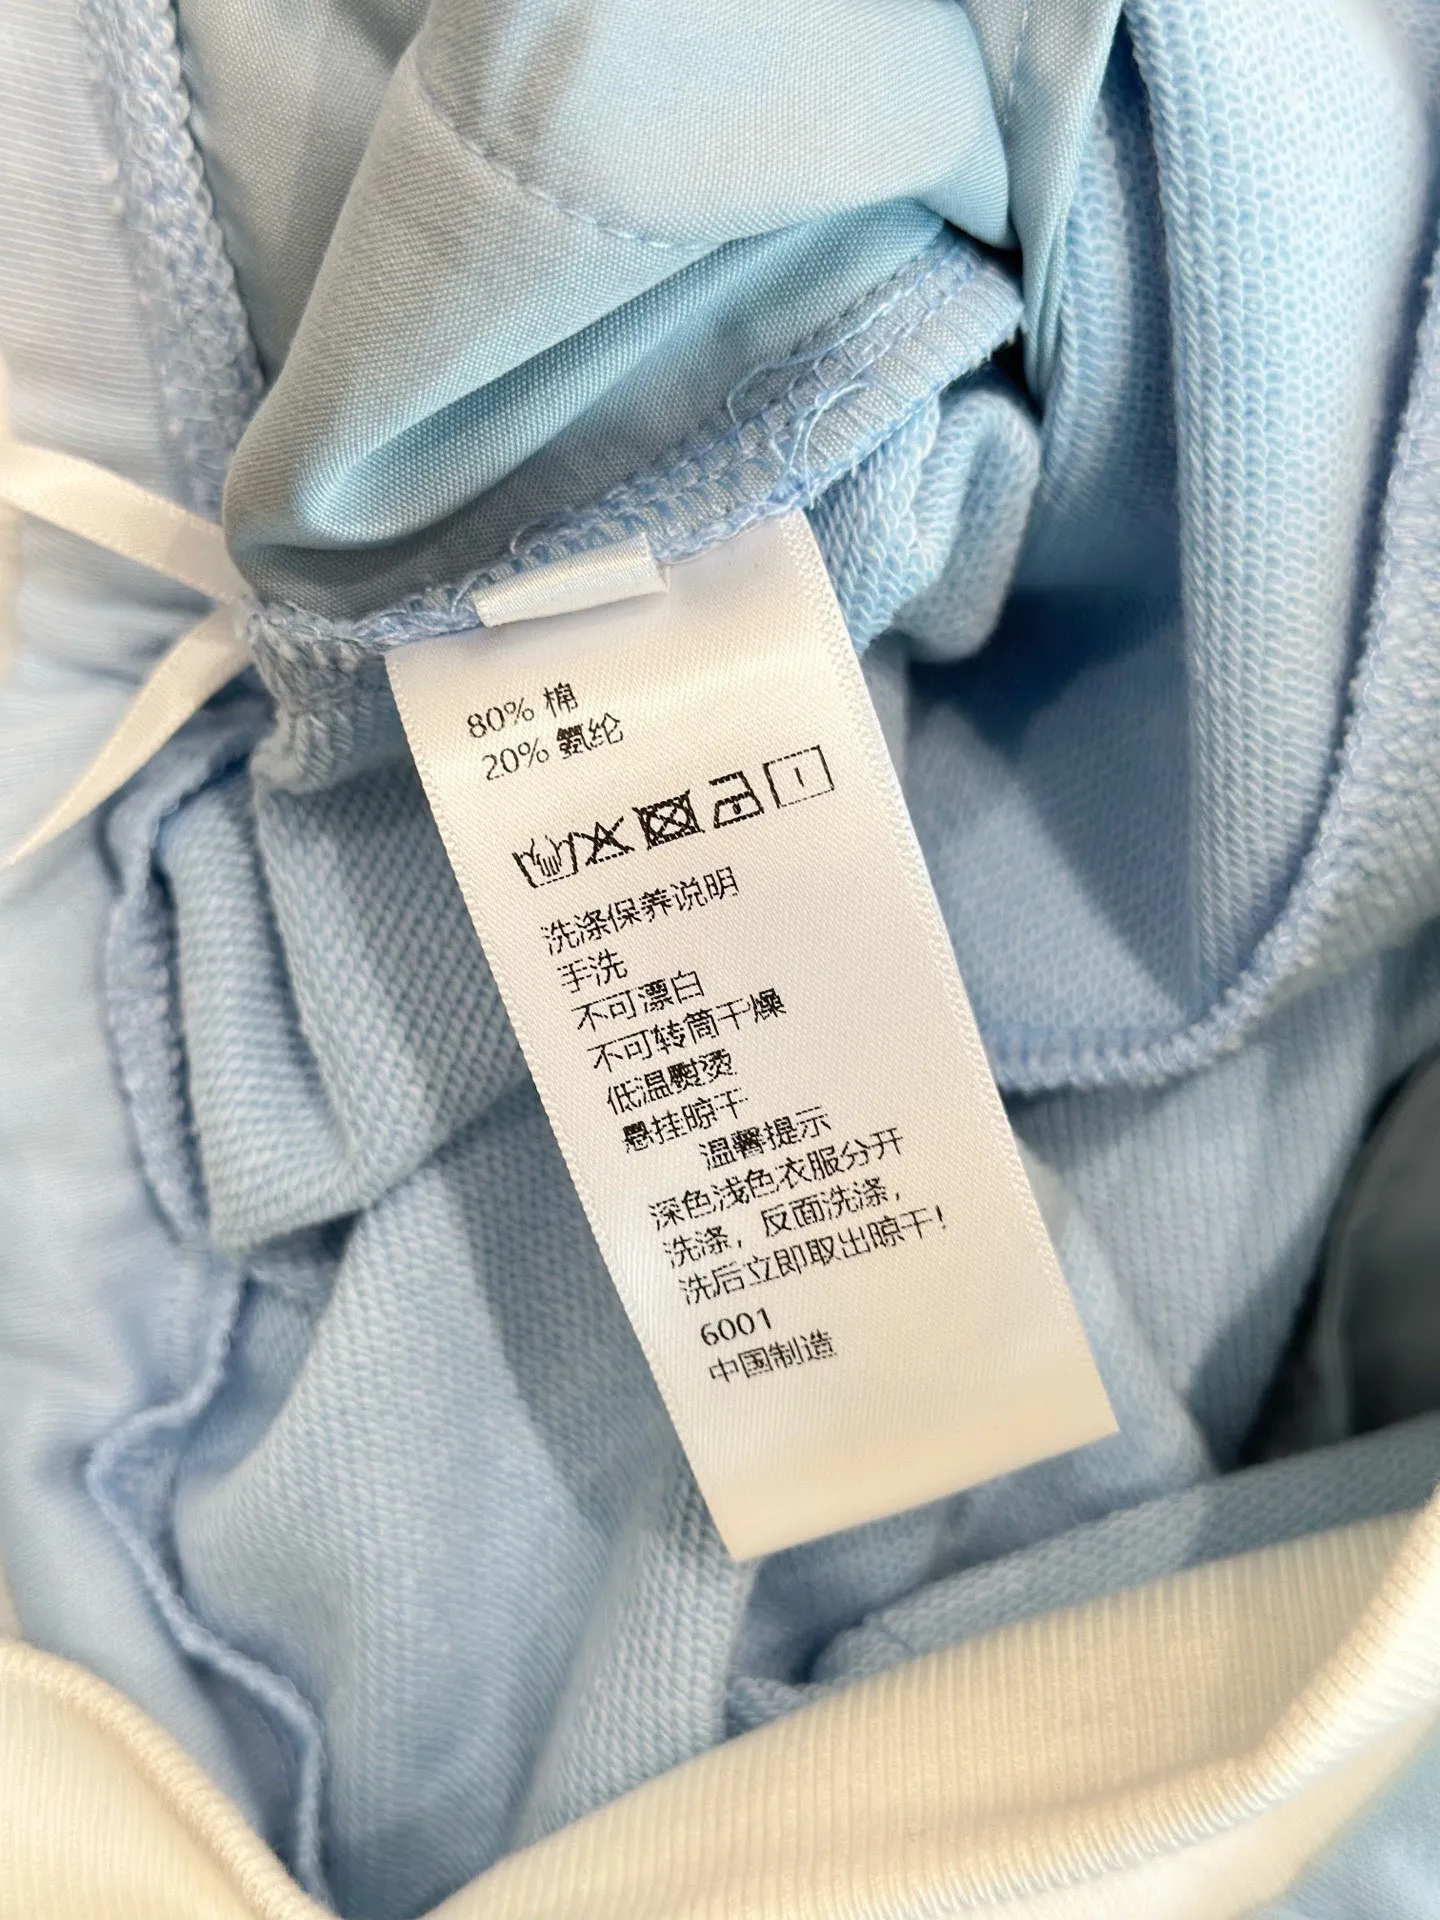 80% 棉
20% 氨纶
洗涤保养说明
手洗
不可漂白
不可转筒干燥
低温熨烫
悬挂晾干
温馨提示
深色浅色衣服分开
洗涤，反面洗涤，
洗后立即取出晾干！
6001
中国制造